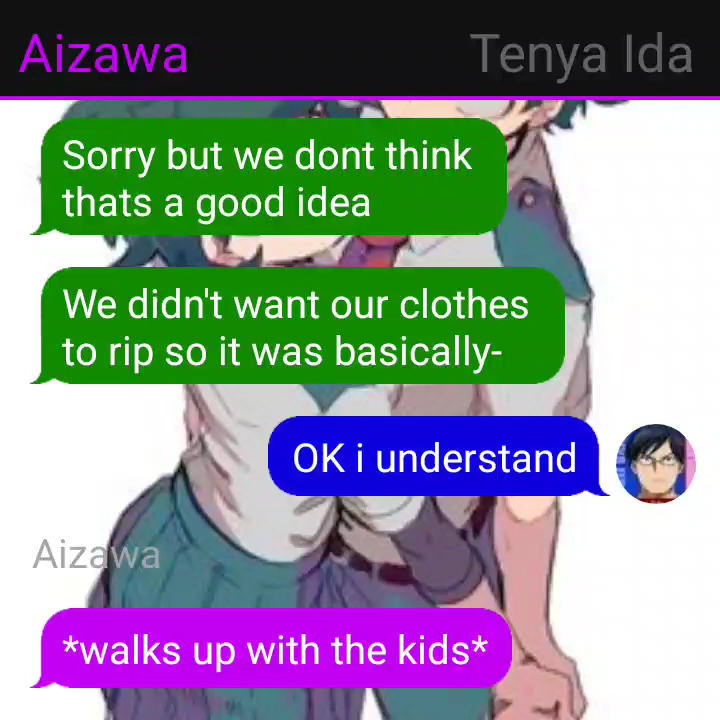 Aizawa
Tenya Ida
Sorry but we dont think
thats a good idea
We didn't want our clothes
to rip so it was basically-
OK i understand
Aizawa
*walks up with the kids*